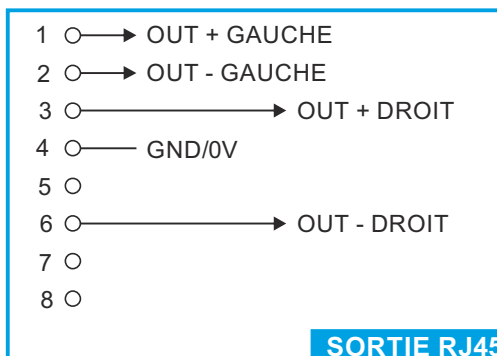 1 OUT + GAUCHE
2 OUT - GAUCHE
3 OUT + DROIT
4 GND/0V
5
6 OUT - DROIT
7
8
SORTIE RJ45